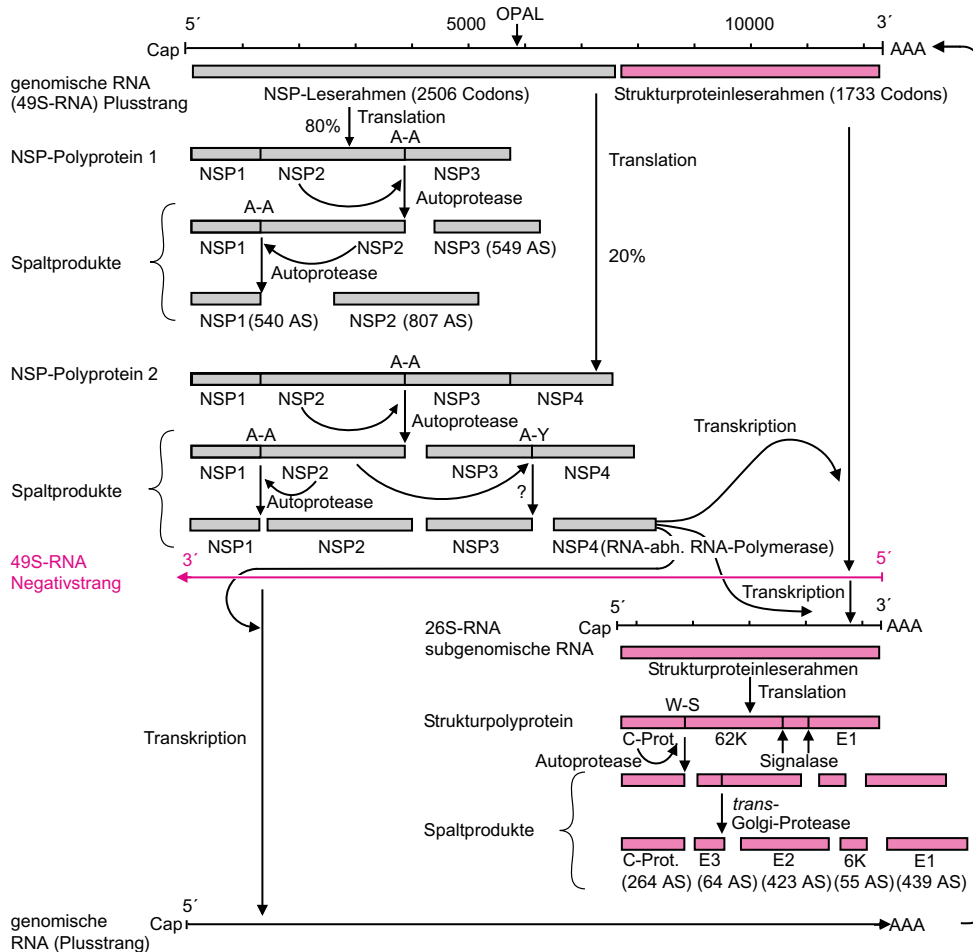 OPAL
5´ 5000 10000 3´
Cap AAA
genomische RNA
(49S-RNA) Plusstrang
NSP-Leserahmen (2506 Codons) Strukturproteinleserahmen (1733 Codons)
80% Translation
A-A
NSP-Polyprotein 1
NSP1 NSP2 NSP3
Translation
Autoprotease
A-A
NSP1 NSP2 NSP3 (549 AS)
20%
Spaltprodukte
Autoprotease
NSP1(540 AS) NSP2 (807 AS)
A-A
NSP-Polyprotein 2
NSP1 NSP2 NSP3 NSP4
Autoprotease
Transkription
A-A A-Y
NSP1 NSP2 NSP3 NSP4
Spaltprodukte
Autoprotease ?
NSP1 NSP2 NSP3 NSP4(RNA-abh. RNA-Polymerase)
49S-RNA
Negativstrang
3´ 5´
Transkription
5´ 3´
Cap AAA
26S-RNA
subgenomische RNA
Strukturproteinleserahmen
Translation
W-S
Strukturpolyprotein
C-Prot. 62K E1
Transkription
Autoprotease Signalase
trans-
Golgi-Protease
Spaltprodukte
C-Prot. E3 E2 6K E1
(264 AS) (64 AS) (423 AS) (55 AS) (439 AS)
5´
genomische
RNA (Plusstrang)
Cap AAA